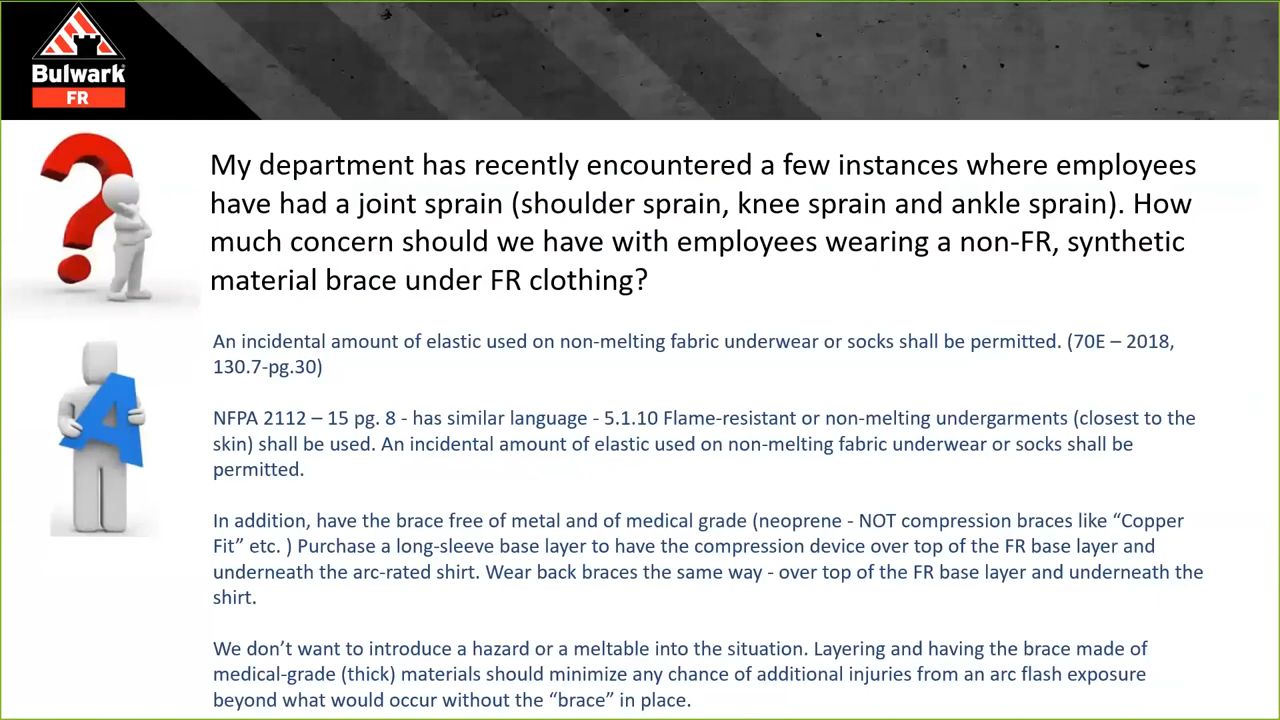 Bulwark
FR
My department has recently encountered a few instances where employees
have had a joint sprain (shoulder sprain, knee sprain and ankle sprain). How
much concern should we have with employees wearing a non-FR, synthetic
material brace under FR clothing?
An incidental amount of elastic used on non-melting fabric underwear or socks shall be permitted. (70E – 2018,
130.7-pg.30)
NFPA 2112 – 15 pg. 8 - has similar language - 5.1.10 Flame-resistant or non-melting undergarments (closest to the
skin) shall be used. An incidental amount of elastic used on non-melting fabric underwear or socks shall be
permitted.
In addition, have the brace free of metal and of medical grade (neoprene - NOT compression braces like “Copper
Fit” etc. ) Purchase a long-sleeve base layer to have the compression device over top of the FR base layer and
underneath the arc-rated shirt. Wear back braces the same way - over top of the FR base layer and underneath the
shirt.
We don’t want to introduce a hazard or a meltable into the situation. Layering and having the brace made of
medical-grade (thick) materials should minimize any chance of additional injuries from an arc flash exposure
beyond what would occur without the “brace” in place.